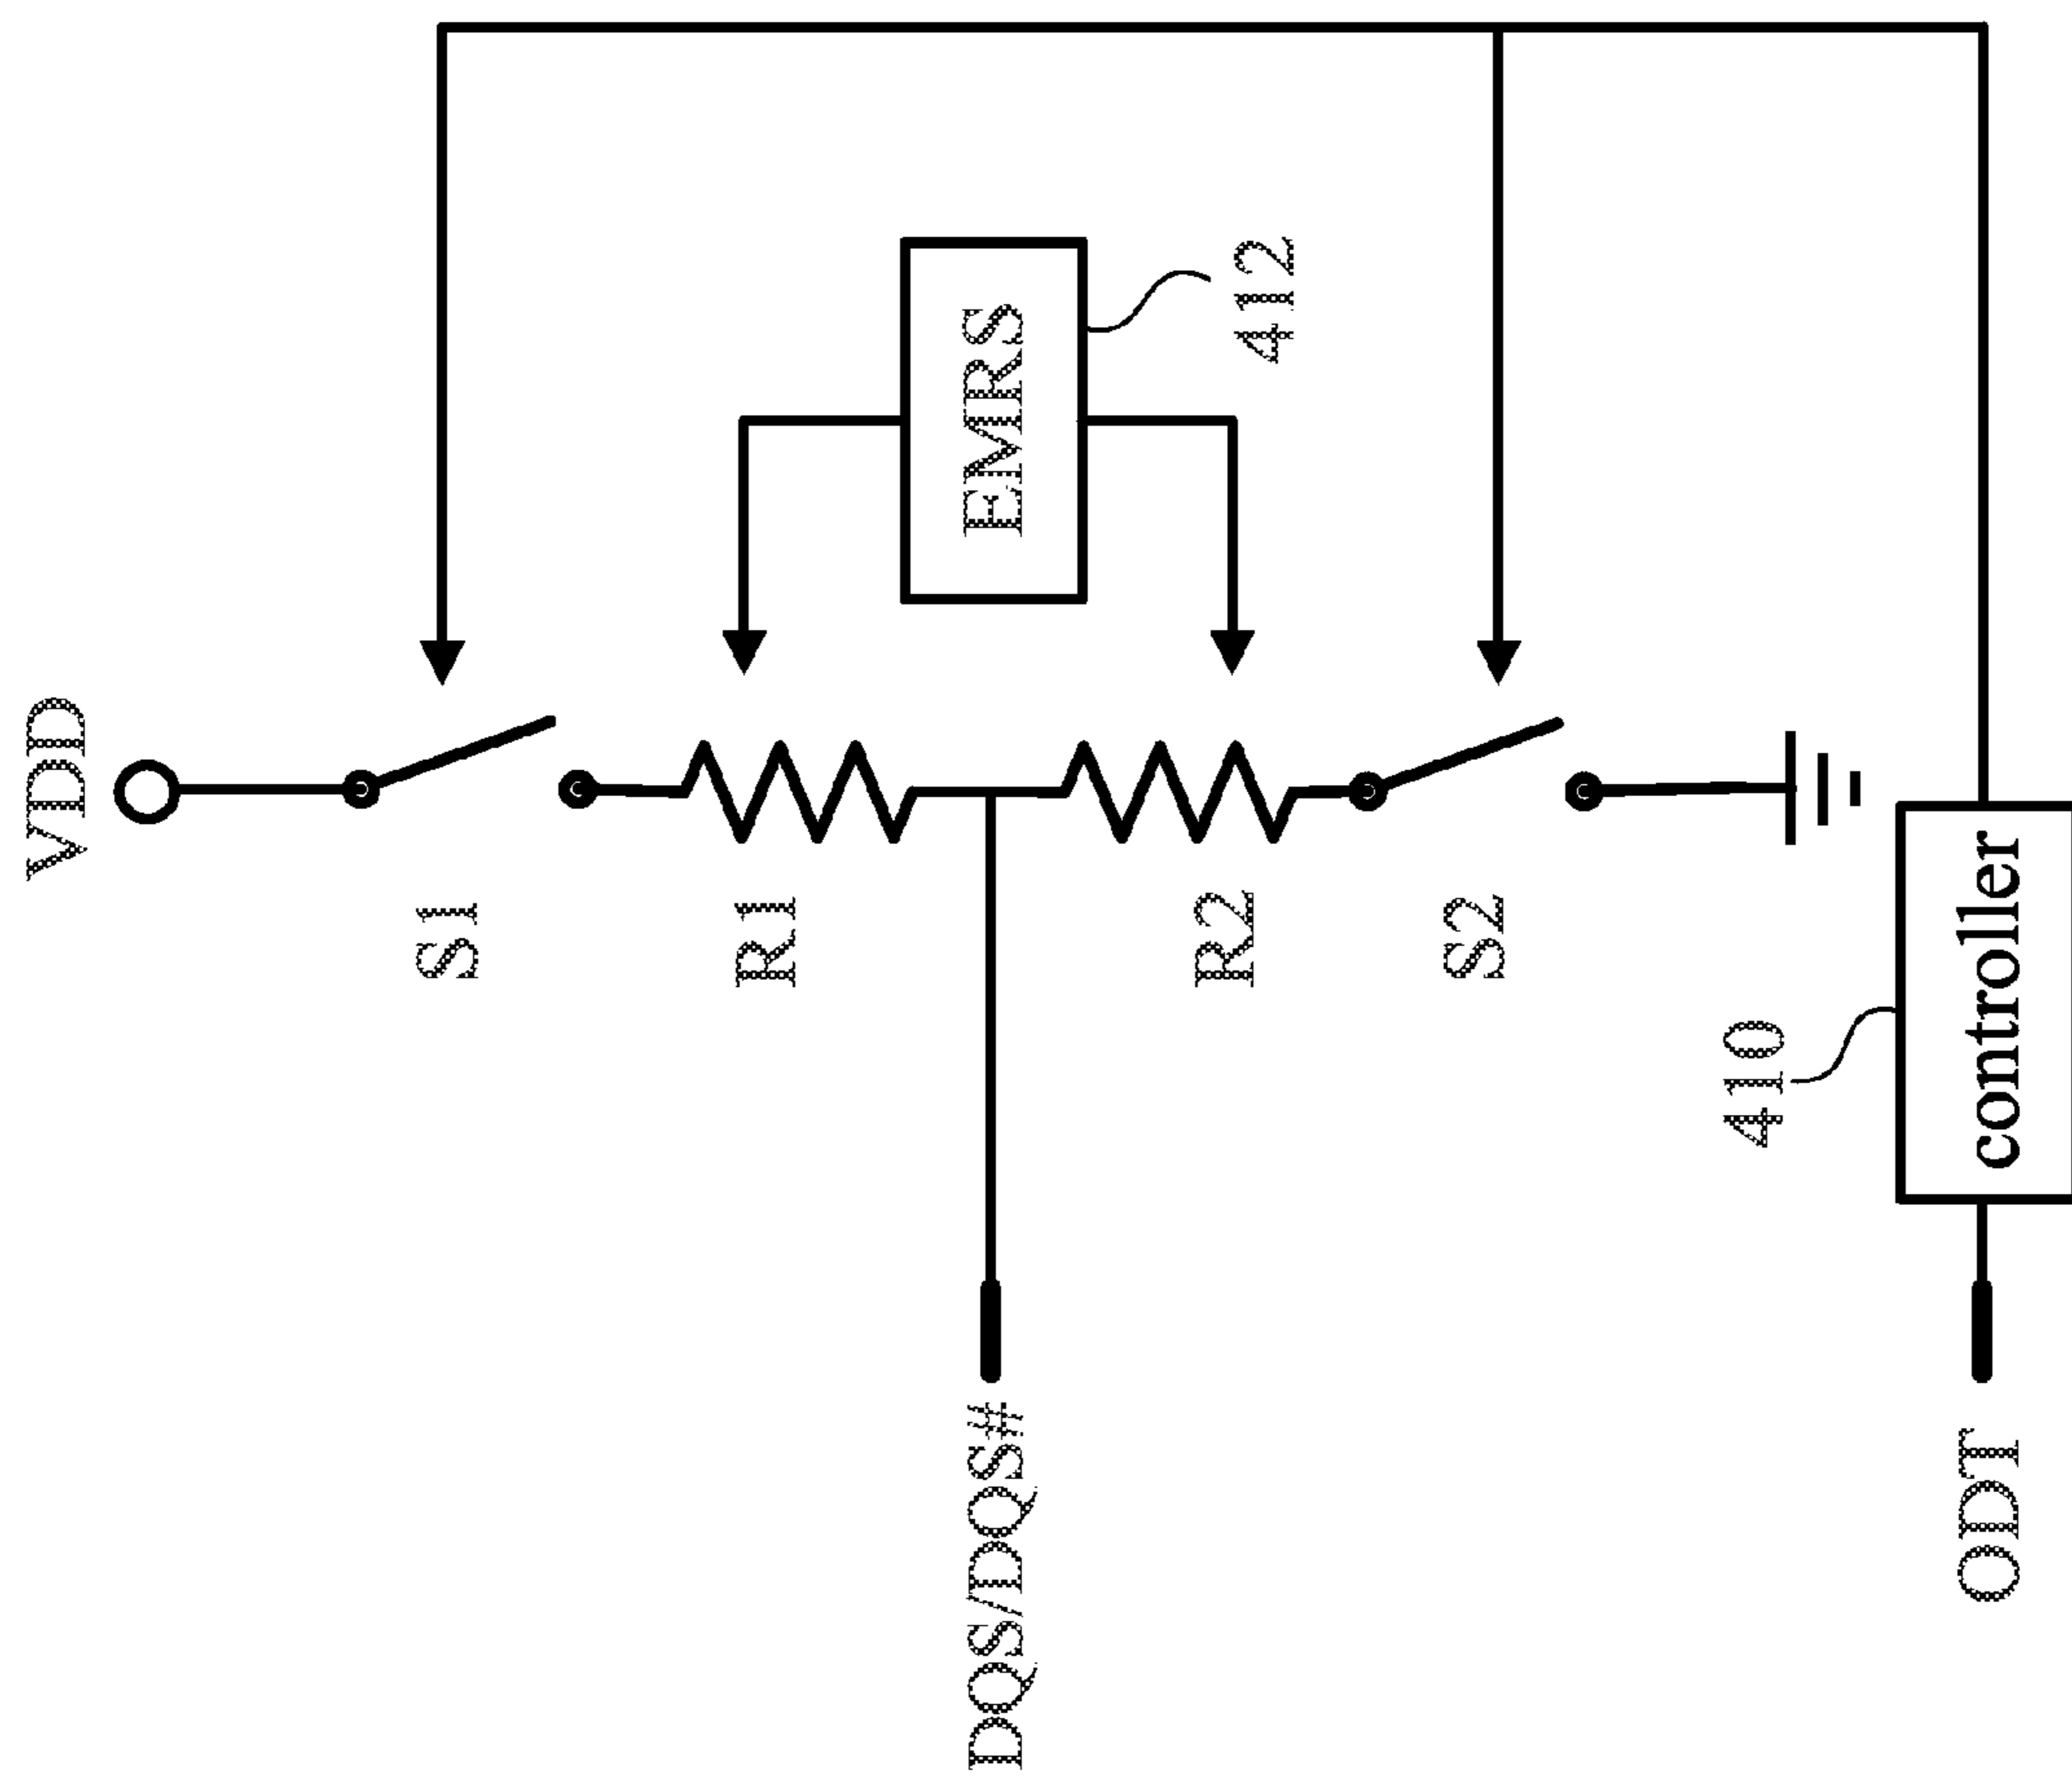 VDD
S1
R1
EMRS
412
DQS/DQS#
R2
S2
410
controller
ODT